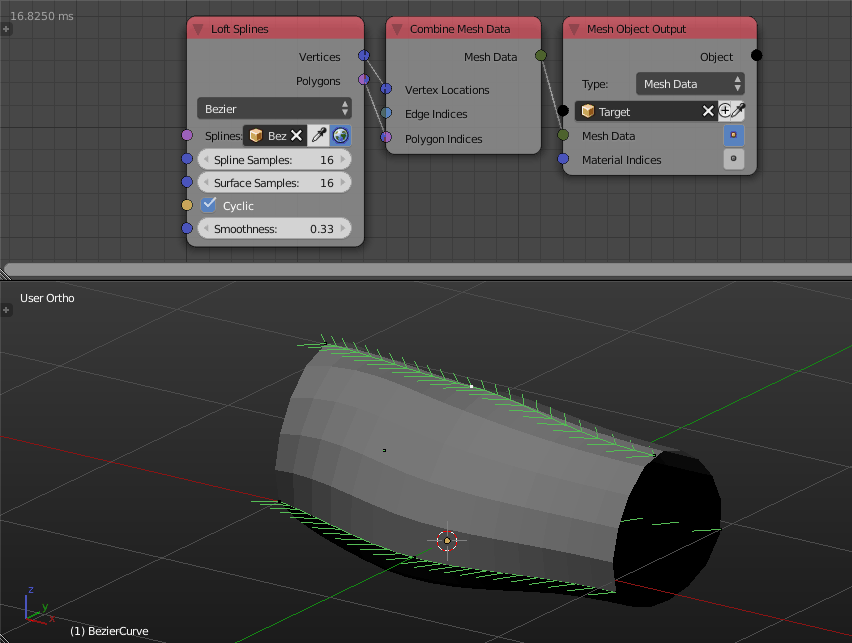 16.8250 ms
Loft Splines
Vertices
Polygons
Bezier
Splines: Bez
Spline Samples: 16
Surface Samples: 16
Cyclic
Smoothness: 0.33
Combine Mesh Data
Mesh Data
Vertex Locations
Edge Indices
Polygon Indices
Mesh Object Output
Object
Type: Mesh Data
Target
Mesh Data
Material Indices
User Ortho
z
y
x
(1) BezierCurve